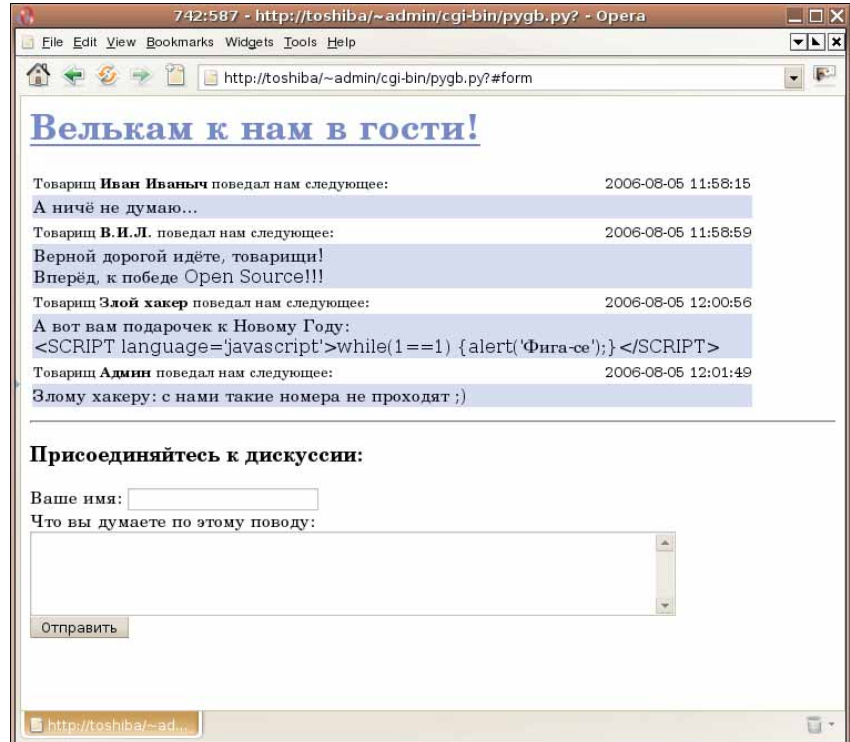 742:587 - http://toshiba/~admin/cgi-bin/pygb.py? - Opera
File Edit View Bookmarks Widgets Tools Help
http://toshiba/~admin/cgi-bin/pygb.py?#form
Велькам к нам в гости!
Товарищ Иван Иваныч поведал нам следующее: 2006-08-05 11:58:15
А ничё не думаю...
Товарищ В.И.Л. поведал нам следующее: 2006-08-05 11:58:59
Верной дорогой идёте, товарищи!
Вперёд, к победе Open Source!!!
Товарищ Злой хакер поведал нам следующее: 2006-08-05 12:00:56
А вот вам подарочек к Новому Году:
<SCRIPT language='javascript'>while(1==1) {alert('Фига-се');}</SCRIPT>
Товарищ Админ поведал нам следующее: 2006-08-05 12:01:49
Злому хакеру: с нами такие номера не проходят ;)
Присоединяйтесь к дискуссии:
Ваше имя:
Что вы думаете по этому поводу:
Отправить
http://toshiba/~ad...